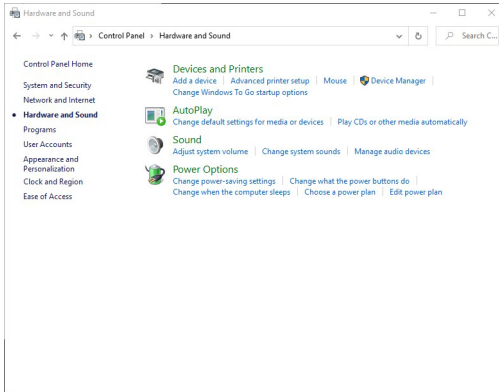 Hardware and Sound
Control Panel > Hardware and Sound
Search C...
Control Panel Home
System and Security
Network and Internet
Hardware and Sound
Programs
User Accounts
Appearance and
Personalization
Clock and Region
Ease of Access
Devices and Printers
Add a device | Advanced printer setup | Mouse | Device Manager |
Change Windows To Go startup options
AutoPlay
Change default settings for media or devices | Play CDs or other media automatically
Sound
Adjust system volume | Change system sounds | Manage audio devices
Power Options
Change power-saving settings | Change what the power buttons do |
Change when the computer sleeps | Choose a power plan | Edit power plan